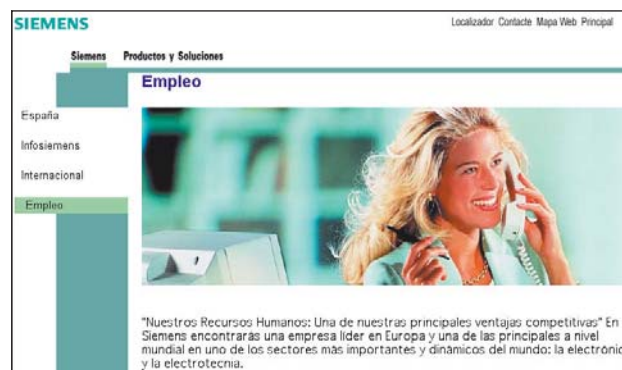 SIEMENS
Localizador Contacte Mapa Web Principal
Siemens Productos y Soluciones
Empleo
España
Infosiemens
Internacional
Empleo
"Nuestros Recursos Humanos: Una de nuestras principales ventajas competitivas" En
Siemens encontrarás una empresa líder en Europa y una de las principales a nivel
mundial en uno de los sectores más importantes y dinámicos del mundo: la electrónic
y la electrotecnia.